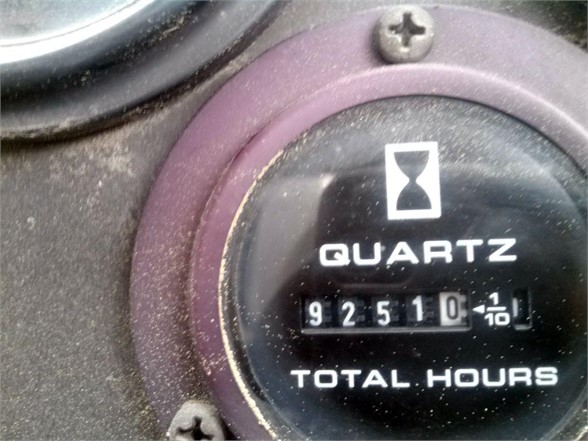 QUARTZ
92510 ◄1/10
TOTAL HOURS